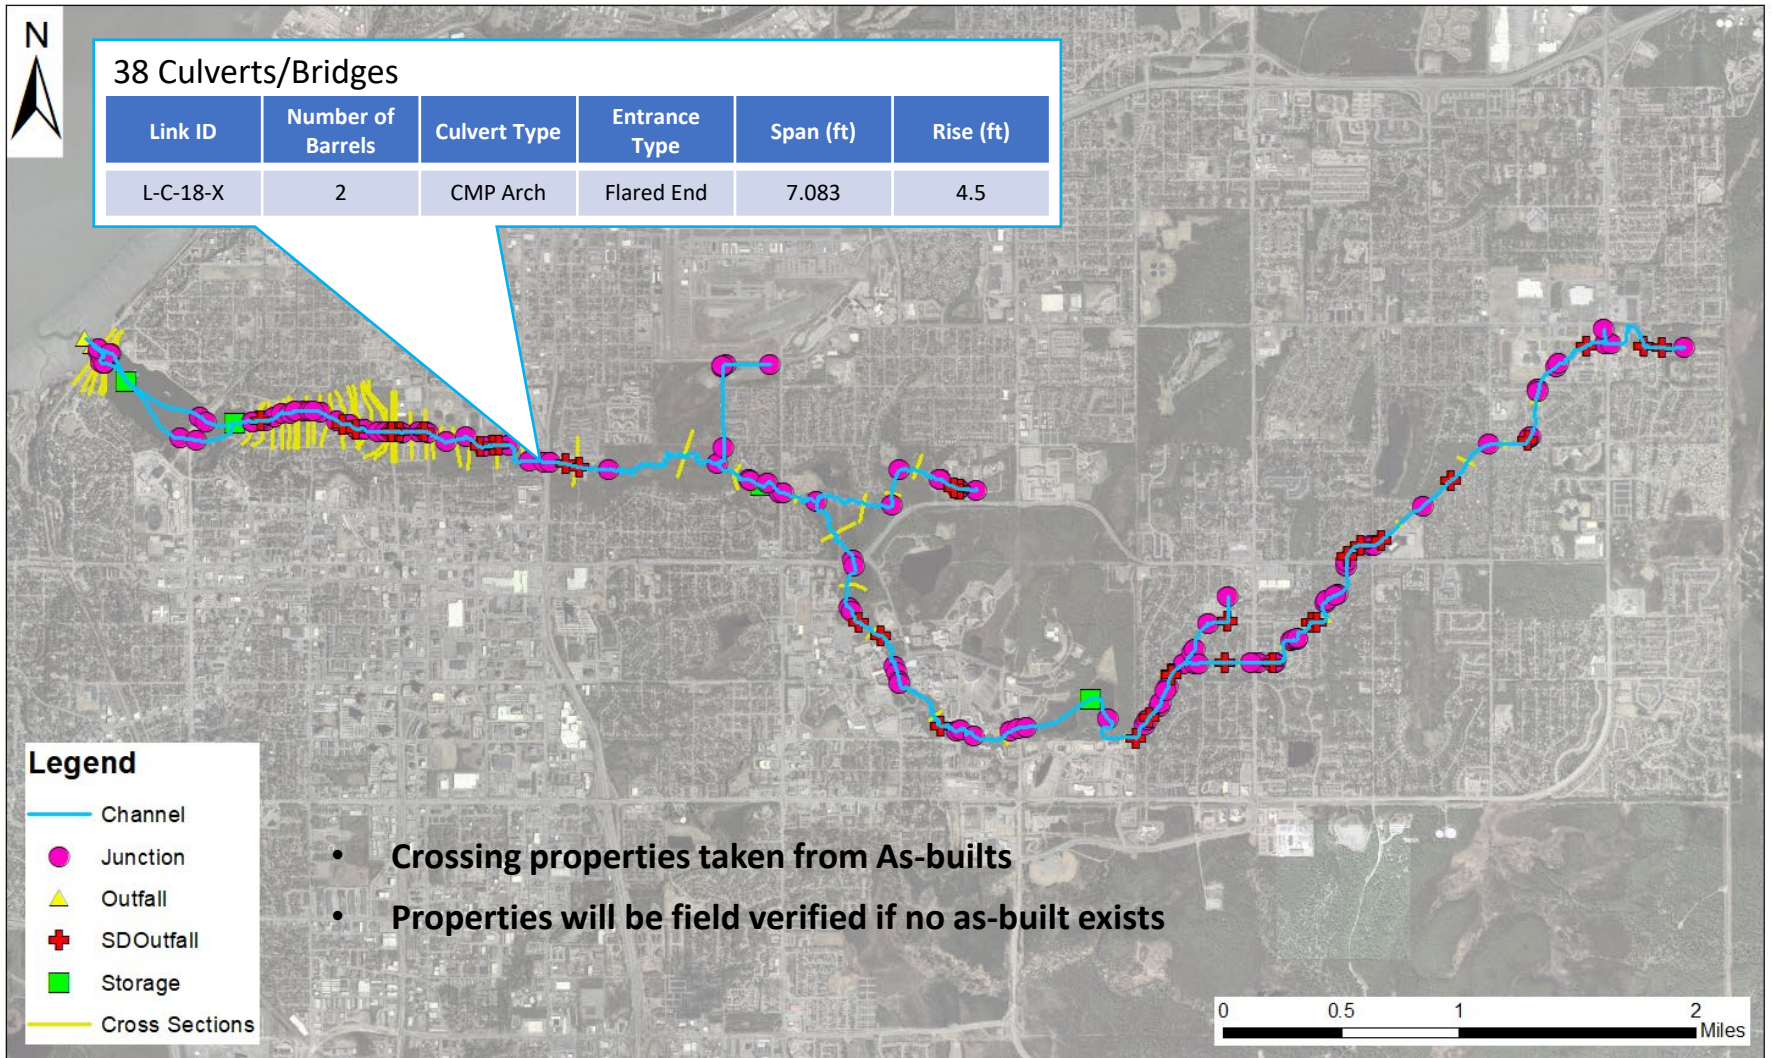 N
38 Culverts/Bridges
Link ID Number of Barrels Culvert Type Entrance Type Span (ft) Rise (ft)
L-C-18-X 2 CMP Arch Flared End 7.083 4.5
Legend
Channel
Junction
Outfall
SDOutfall
Storage
Cross Sections
• Crossing properties taken from As-builts
• Properties will be field verified if no as-built exists
0 0.5 1 2
Miles